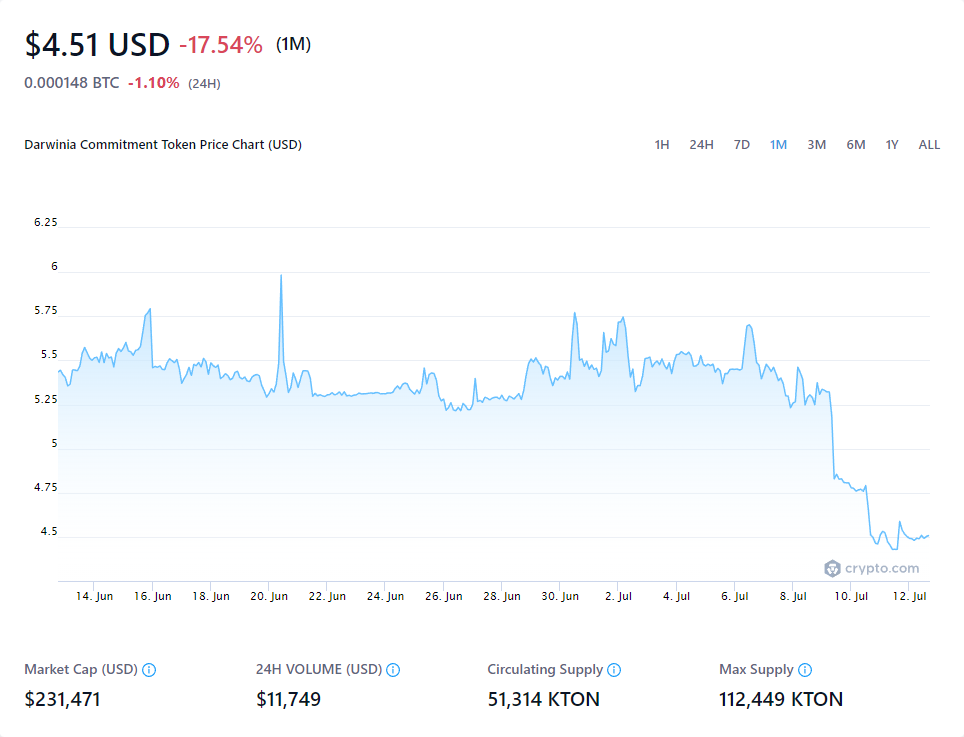 $4.51 USD -17.54% (1M)
0.000148 BTC -1.10% (24H)
Darwinia Commitment Token Price Chart (USD)
1H 24H 7D 1M 3M 6M 1Y ALL
6.25
6
5.75
5.5
5.25
5
4.75
4.5
crypto.com
14. Jun 16. Jun 18. Jun 20. Jun 22. Jun 24. Jun 26. Jun 28. Jun 30. Jun 2. Jul 4. Jul 6. Jul 8. Jul 10. Jul 12. Jul
Market Cap (USD) 24H VOLUME (USD) Circulating Supply Max Supply
$231,471 $11,749 51,314 KTON 112,449 KTON